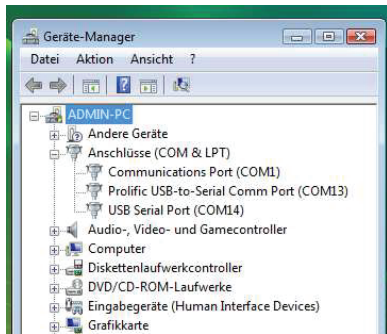 Geräte-Manager
Datei Aktion Ansicht ?
ADMIN-PC
Andere Geräte
Anschlüsse (COM & LPT)
Communications Port (COM1)
Prolific USB-to-Serial Comm Port (COM13)
USB Serial Port (COM14)
Audio-, Video- und Gamecontroller
Computer
Diskettenlaufwerkcontroller
DVD/CD-ROM-Laufwerke
Eingabegeräte (Human Interface Devices)
Grafikkarte